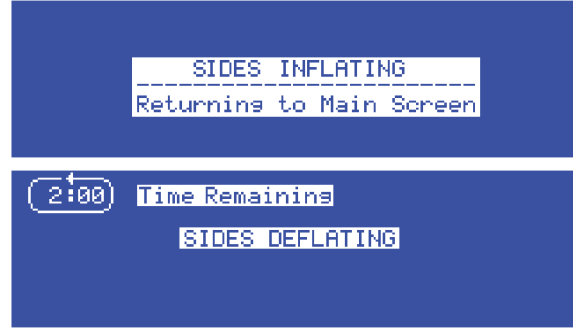 SIDES INFLATING
Returning to Main Screen
2:00 Time Remaining
SIDES DEFLATING